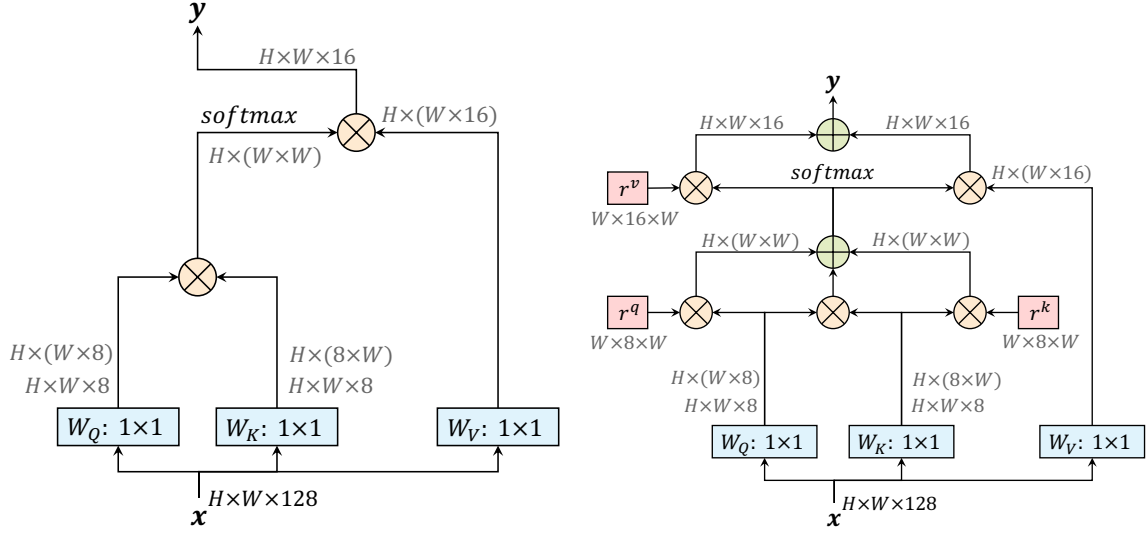 y
H×W×16
softmax
H×(W×16)
H×(W×W)
H×(W×8)
H×W×8
H×(8×W)
H×W×8
W_Q: 1×1
W_K: 1×1
W_V: 1×1
H×W×128
x
y
H×W×16
H×W×16
softmax
H×(W×16)
r^v
W×16×W
H×(W×W)
H×(W×W)
r^q
r^k
W×8×W
W×8×W
H×(W×8)
H×W×8
H×(8×W)
H×W×8
W_Q: 1×1
W_K: 1×1
W_V: 1×1
H×W×128
x